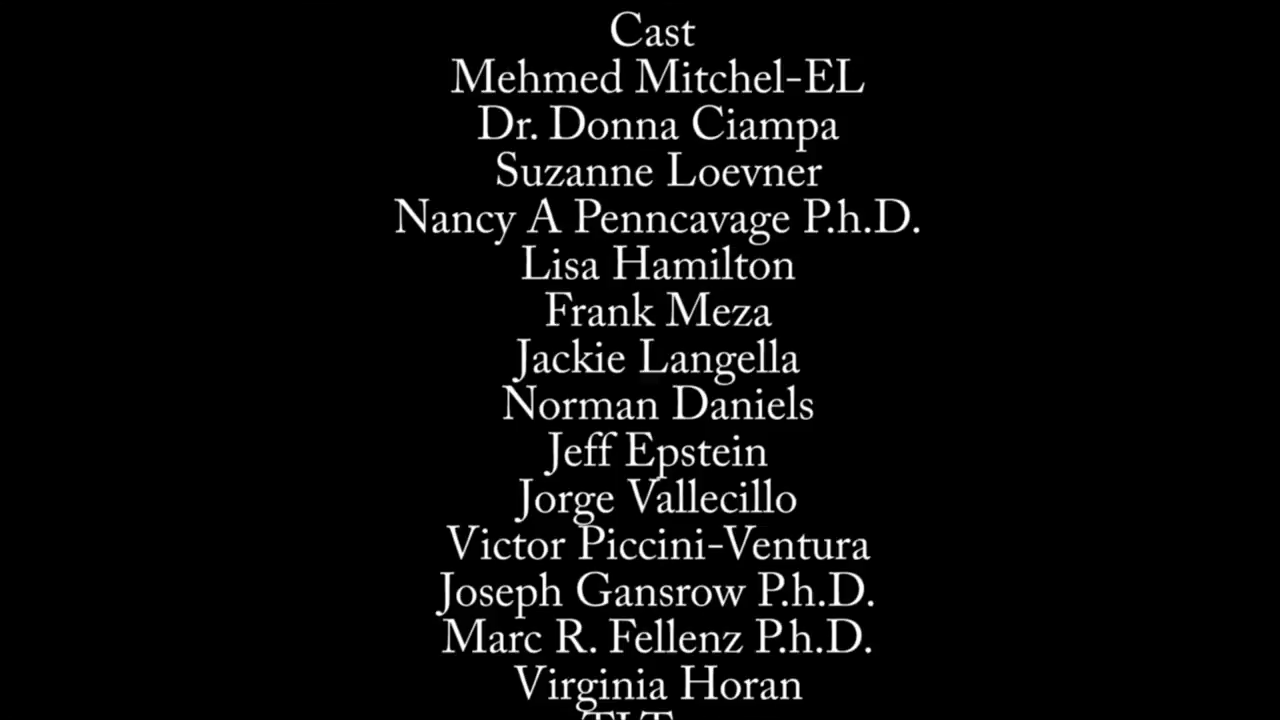 Cast
Mehmed Mitchel-EL
Dr. Donna Ciampa
Suzanne Loevner
Nancy A Penncavage P.h.D.
Lisa Hamilton
Frank Meza
Jackie Langella
Norman Daniels
Jeff Epstein
Jorge Vallecillo
Victor Piccini-Ventura
Joseph Gansrow P.h.D.
Marc R. Fellenz P.h.D.
Virginia Horan